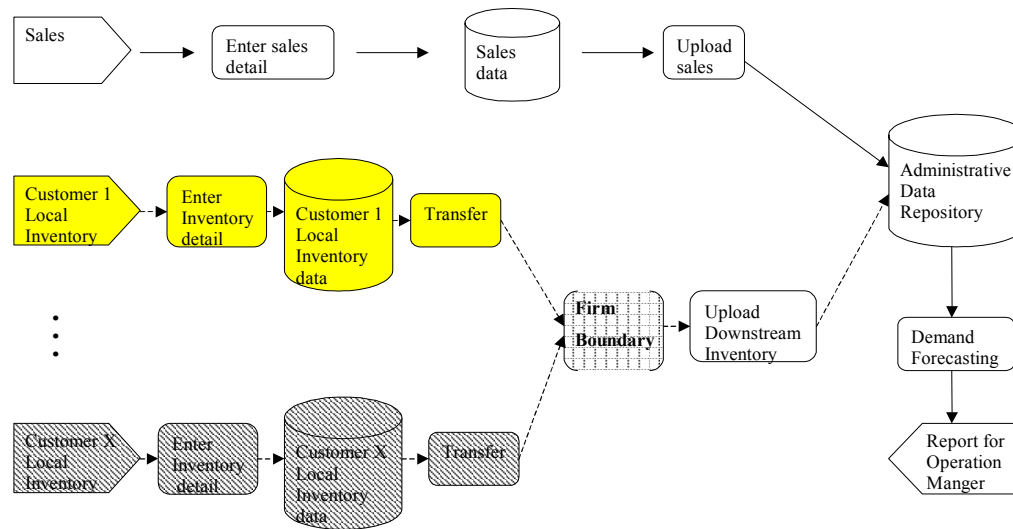 Sales
Enter sales
detail
Sales
data
Upload
sales
Administrative
Data
Repository
Customer 1
Local
Inventory
Enter
Inventory
detail
Customer 1
Local
Inventory
data
Transfer
Firm
Boundary
Upload
Downstream
Inventory
Demand
Forecasting
Customer X
Local
Inventory
Enter
Inventory
detail
Customer X
Local
Inventory
data
Transfer
Report for
Operation
Manger